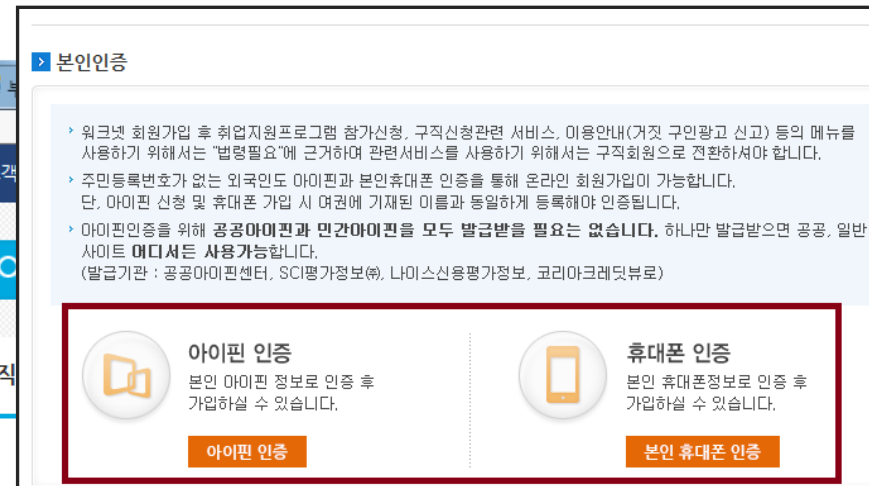 본인인증
워크넷 회원가입 후 취업지원프로그램 참가신청, 구직신청관련 서비스, 이용안내(거짓 구인광고 신고) 등의 메뉴를
사용하기 위해서는 "법령필요"에 근거하여 관련서비스를 사용하기 위해서는 구직회원으로 전환하셔야 합니다.
주민등록번호가 없는 외국인도 아이핀과 본인휴대폰 인증을 통해 온라인 회원가입이 가능합니다.
단, 아이핀 신청 및 휴대폰 가입 시 여권에 기재된 이름과 동일하게 등록해야 인증됩니다.
아이핀인증을 위해 공공아이핀과 민간아이핀을 모두 발급받을 필요는 없습니다. 하나만 발급받으면 공공, 일반
사이트 어디서든 사용가능합니다.
(발급기관 : 공공아이핀센터, SCI평가정보㈜, 나이스신용평가정보, 코리아크레딧뷰로)
아이핀 인증
본인 아이핀 정보로 인증 후
가입하실 수 있습니다.
아이핀 인증
휴대폰 인증
본인 휴대폰정보로 인증 후
가입하실 수 있습니다.
본인 휴대폰 인증